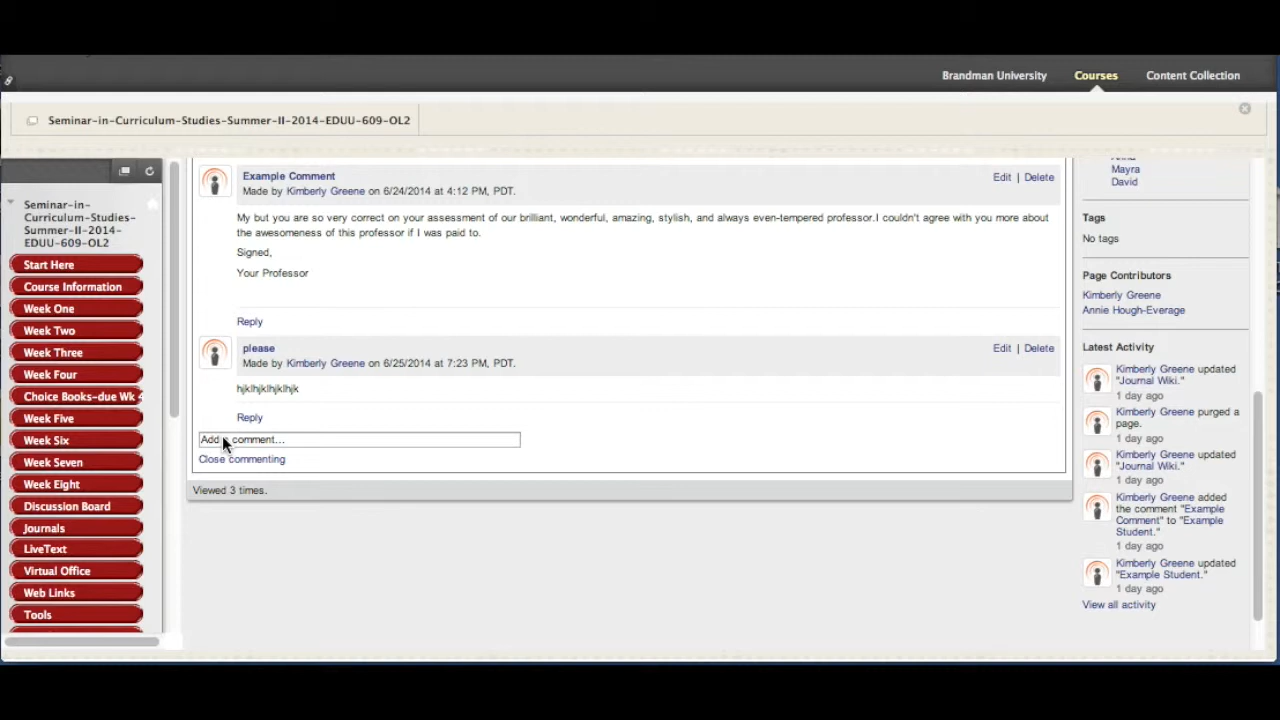 Brandman University
Courses
Content Collection
Seminar-in-Curriculum-Studies-Summer-II-2014-EDUU-609-OL2
Seminar-in-
Curriculum-Studies-
Summer-II-2014-
EDUU-609-OL2
Start Here
Course Information
Week One
Week Two
Week Three
Week Four
Choice Books-due Wk 4
Week Five
Week Six
Week Seven
Week Eight
Discussion Board
Journals
LiveText
Virtual Office
Web Links
Tools
Example Comment
Edit | Delete
Made by Kimberly Greene on 6/24/2014 at 4:12 PM, PDT.
My but you are so very correct on your assessment of our brilliant, wonderful, amazing, stylish, and always even-tempered professor.I couldn't agree with you more about
the awesomeness of this professor if I was paid to.
Signed,
Your Professor
Reply
please
Edit | Delete
Made by Kimberly Greene on 6/25/2014 at 7:23 PM, PDT.
hjklhjklhjklhjk
Reply
Add a comment...
Close commenting
Viewed 3 times.
Mayra
David
Tags
No tags
Page Contributors
Kimberly Greene
Annie Hough-Everage
Latest Activity
Kimberly Greene updated
"Journal Wiki."
1 day ago
Kimberly Greene purged a
page.
1 day ago
Kimberly Greene updated
"Journal Wiki."
1 day ago
Kimberly Greene added
the comment "Example
Comment" to "Example
Student."
1 day ago
Kimberly Greene updated
"Example Student."
1 day ago
View all activity